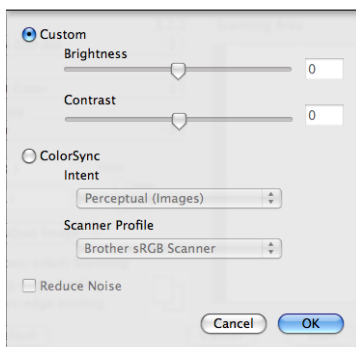 Custom
Brightness
0
Contrast
0
ColorSync
Intent
Perceptual (Images)
Scanner Profile
Brother sRGB Scanner
Reduce Noise
Cancel OK